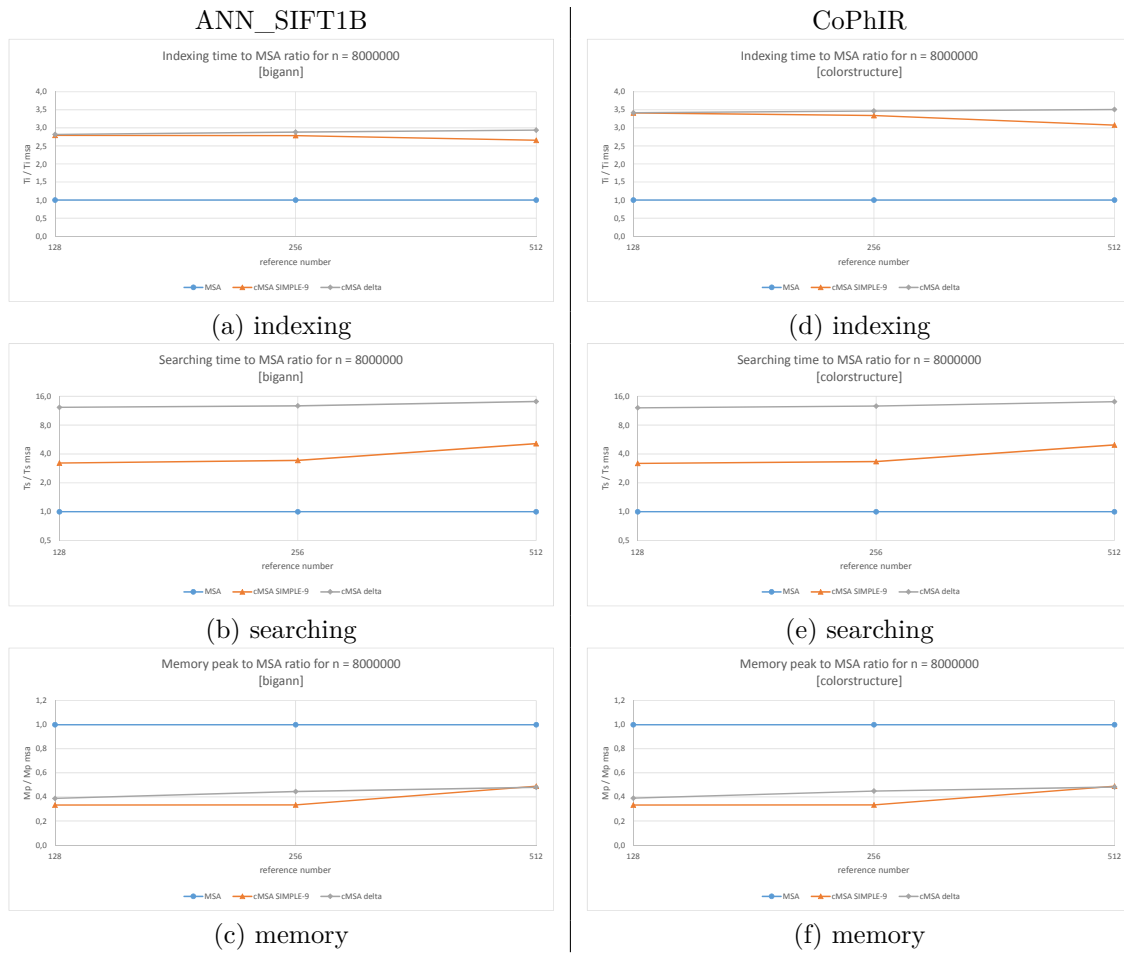 ANN_SIFT1B
Indexing time to MSA ratio for n = 8000000
[bigann]
4,0
3,5
3,0
2,5
2,0
1,5
1,0
0,5
0,0
Ti / Ti msa
128
256
512
reference number
MSA
cMSA SIMPLE-9
cMSA delta
(a) indexing
Searching time to MSA ratio for n = 8000000
[bigann]
16,0
8,0
4,0
2,0
1,0
0,5
Ts / Ts msa
128
256
512
reference number
MSA
cMSA SIMPLE-9
cMSA delta
(b) searching
Memory peak to MSA ratio for n = 8000000
[bigann]
1,2
1,0
0,8
0,6
0,4
0,2
0,0
Mp / Mp msa
128
256
512
reference number
MSA
cMSA SIMPLE-9
cMSA delta
(c) memory
CoPhIR
Indexing time to MSA ratio for n = 8000000
[colorstructure]
4,0
3,5
3,0
2,5
2,0
1,5
1,0
0,5
0,0
Ti / Ti msa
128
256
512
reference number
MSA
cMSA SIMPLE-9
cMSA delta
(d) indexing
Searching time to MSA ratio for n = 8000000
[colorstructure]
16,0
8,0
4,0
2,0
1,0
0,5
Ts / Ts msa
128
256
512
reference number
MSA
cMSA SIMPLE-9
cMSA delta
(e) searching
Memory peak to MSA ratio for n = 8000000
[colorstructure]
1,2
1,0
0,8
0,6
0,4
0,2
0,0
Mp / Mp msa
128
256
512
reference number
MSA
cMSA SIMPLE-9
cMSA delta
(f) memory